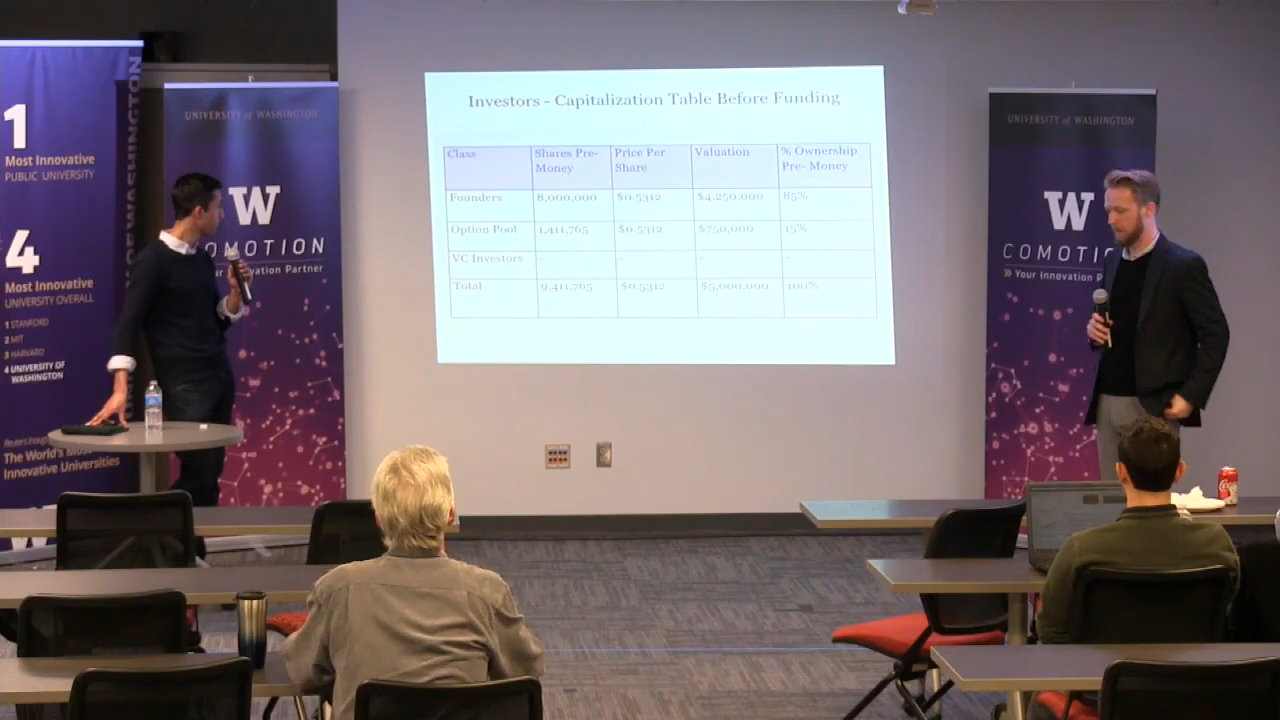 1
Most Innovative
PUBLIC UNIVERSITY
4
Most Innovative
UNIVERSITY OVERALL
1 STANFORD
2 MIT
3 HARVARD
4 UNIVERSITY OF
WASHINGTON
The World's Most
Innovative Universities
OF WASHINGTON
UNIVERSITY of WASHINGTON
W
OMOTION
ur Innovation Partner
Investors - Capitalization Table Before Funding
Class Shares Pre- Price Per Valuation % Ownership
Money Share Pre- Money
Founders 8,000,000 $0.5312 $4,250,000 85%
Option Pool 1,411,765 $0.5312 $750,000 15%
VC Investors - - - -
Total 9,411,765 $0.5312 $5,000,000 100%
UNIVERSITY of WASHINGTON
W
COMOTIO
» Your Innovation P